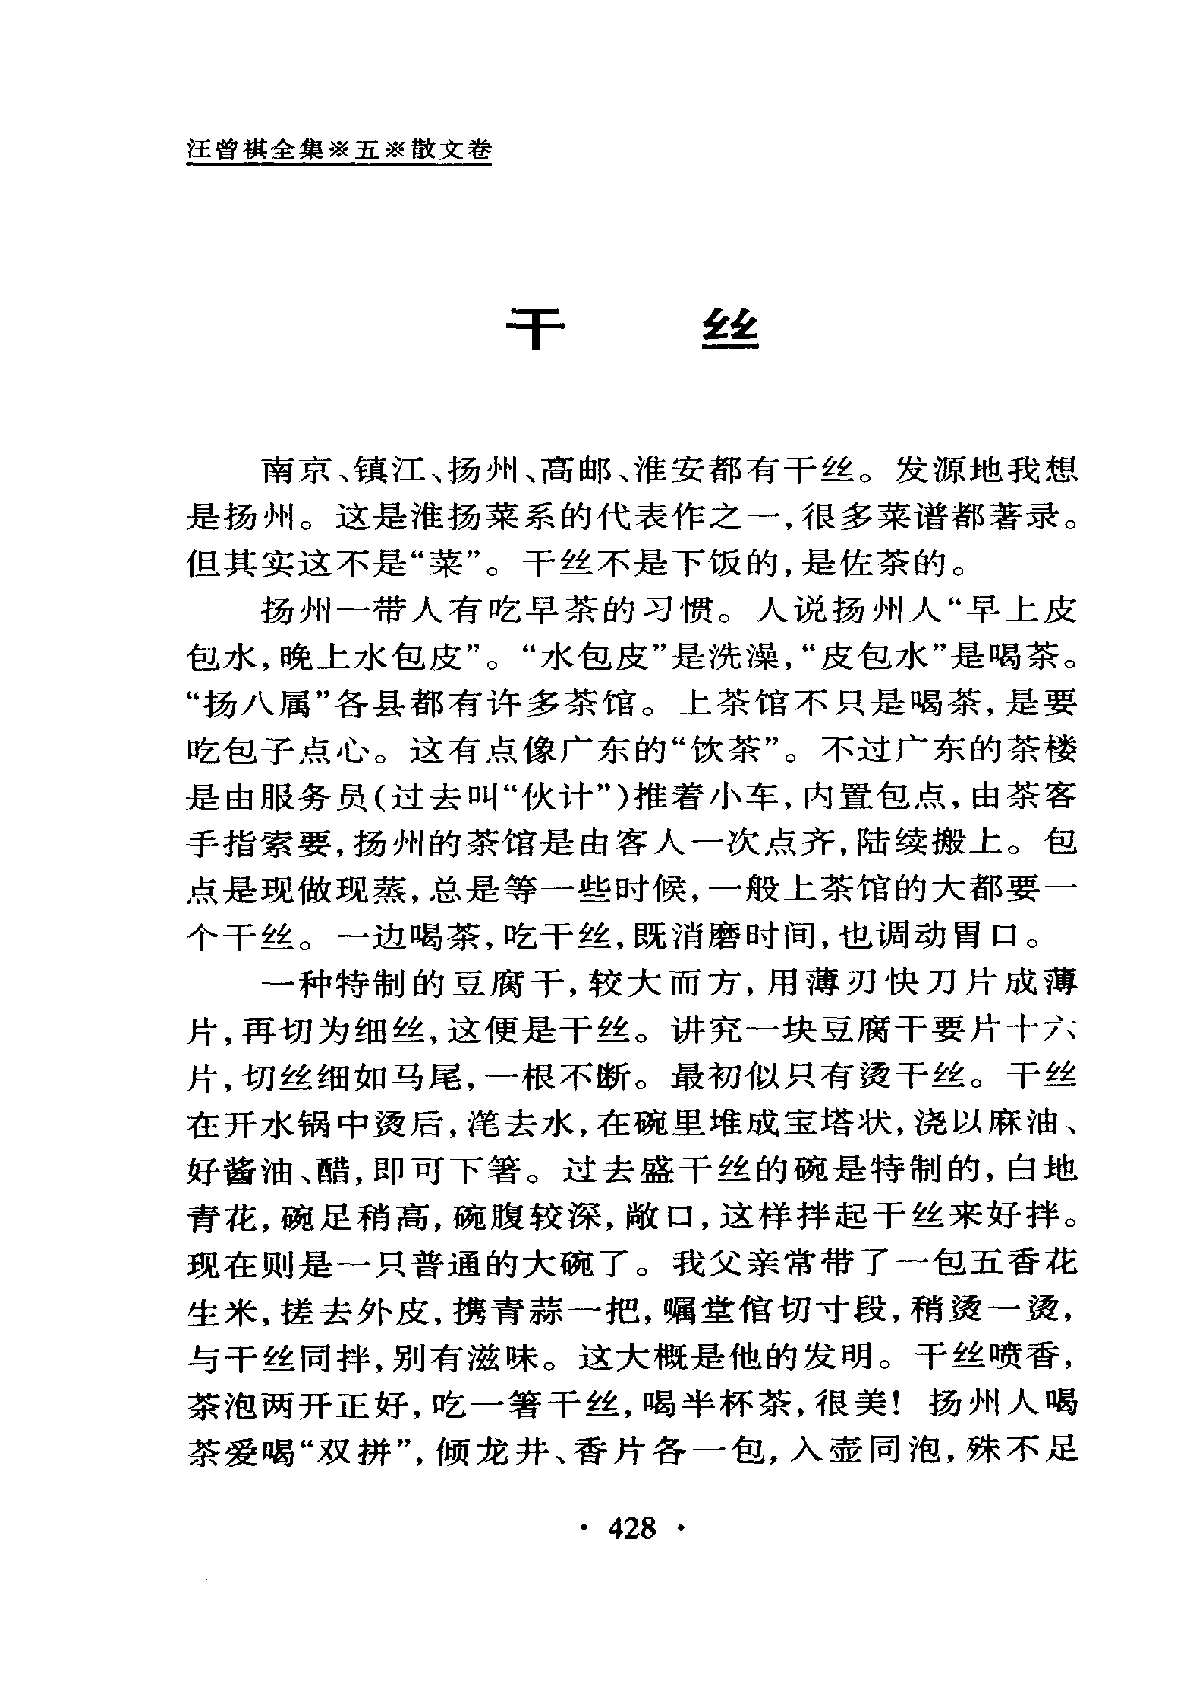 汪曾祺全集※五※散文卷
干 丝
南京、镇江、扬州、高邮、淮安都有干丝。发源地我想
是扬州。这是淮扬菜系的代表作之一,很多菜谱都著录。
但其实这不是“菜”。干丝不是下饭的,是佐茶的。
扬州一带人有吃早茶的习惯。人说扬州人“早上皮
包水,晚上水包皮”。“水包皮”是洗澡,“皮包水”是喝茶。
“扬八属”各县都有许多茶馆。上茶馆不只是喝茶,是要
吃包子点心。这有点像广东的“饮茶”。不过广东的茶楼
是由服务员(过去叫“伙计”)推着小车,内置包点,由茶客
手指索要,扬州的茶馆是由客人一次点齐,陆续搬上。包
点是现做现蒸,总是等一些时候,一般上茶馆的大都要一
个干丝。一边喝茶,吃干丝,既消磨时间,也调动胃口。
一种特制的豆腐干,较大而方,用薄刃快刀片成薄
片,再切为细丝,这便是干丝。讲究一块豆腐干要片十六
片,切丝细如马尾,一根不断。最初似只有烫干丝。干丝
在开水锅中烫后,滗去水,在碗里堆成宝塔状,浇以麻油、
好酱油、醋,即可下箸。过去盛干丝的碗是特制的,白地
青花,碗足稍高,碗腹较深,敞口,这样拌起干丝来好拌。
现在则是一只普通的大碗了。我父亲常带了一包五香花
生米,搓去外皮,携青蒜一把,嘱堂倌切寸段,稍烫一烫,
与干丝同拌,别有滋味。这大概是他的发明。干丝喷香,
茶泡两开正好,吃一箸干丝,喝半杯茶,很美!扬州人喝
茶爱喝“双拼”,倾龙井、香片各一包,入壶同泡,殊不足
· 428 ·